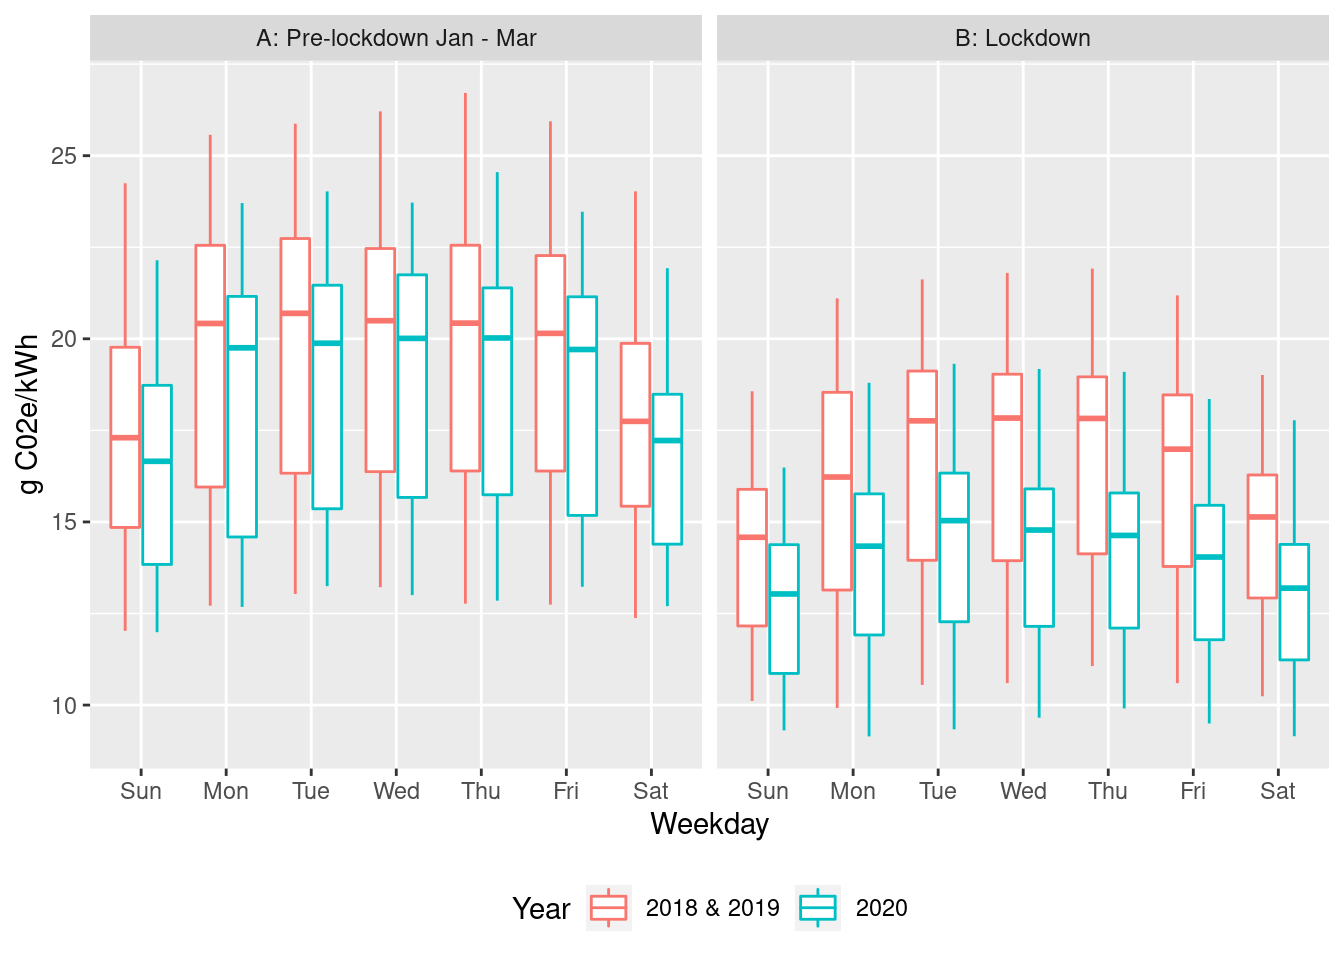 A: Pre-lockdown Jan - Mar
B: Lockdown
g C02e/kWh
25
20
15
10
Sun Mon Tue Wed Thu Fri Sat
Sun Mon Tue Wed Thu Fri Sat
Weekday
Year 2018 & 2019 2020